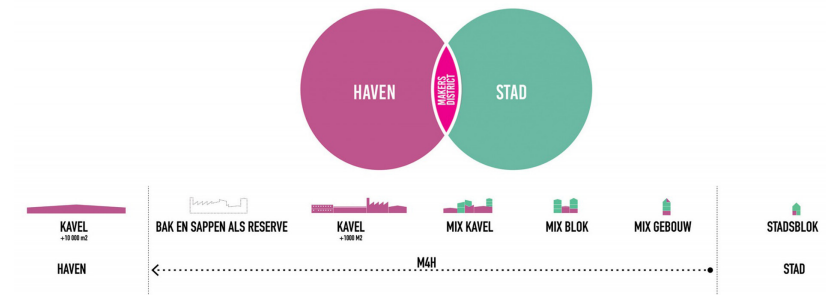 HAVEN
MAKERS
DISTRICT
STAD
KAVEL
+10 000 m2
BAK EN SAPPEN ALS RESERVE
KAVEL
+1000 M2
MIX KAVEL
MIX BLOK
MIX GEBOUW
STADSBLOK
HAVEN
M4H
STAD